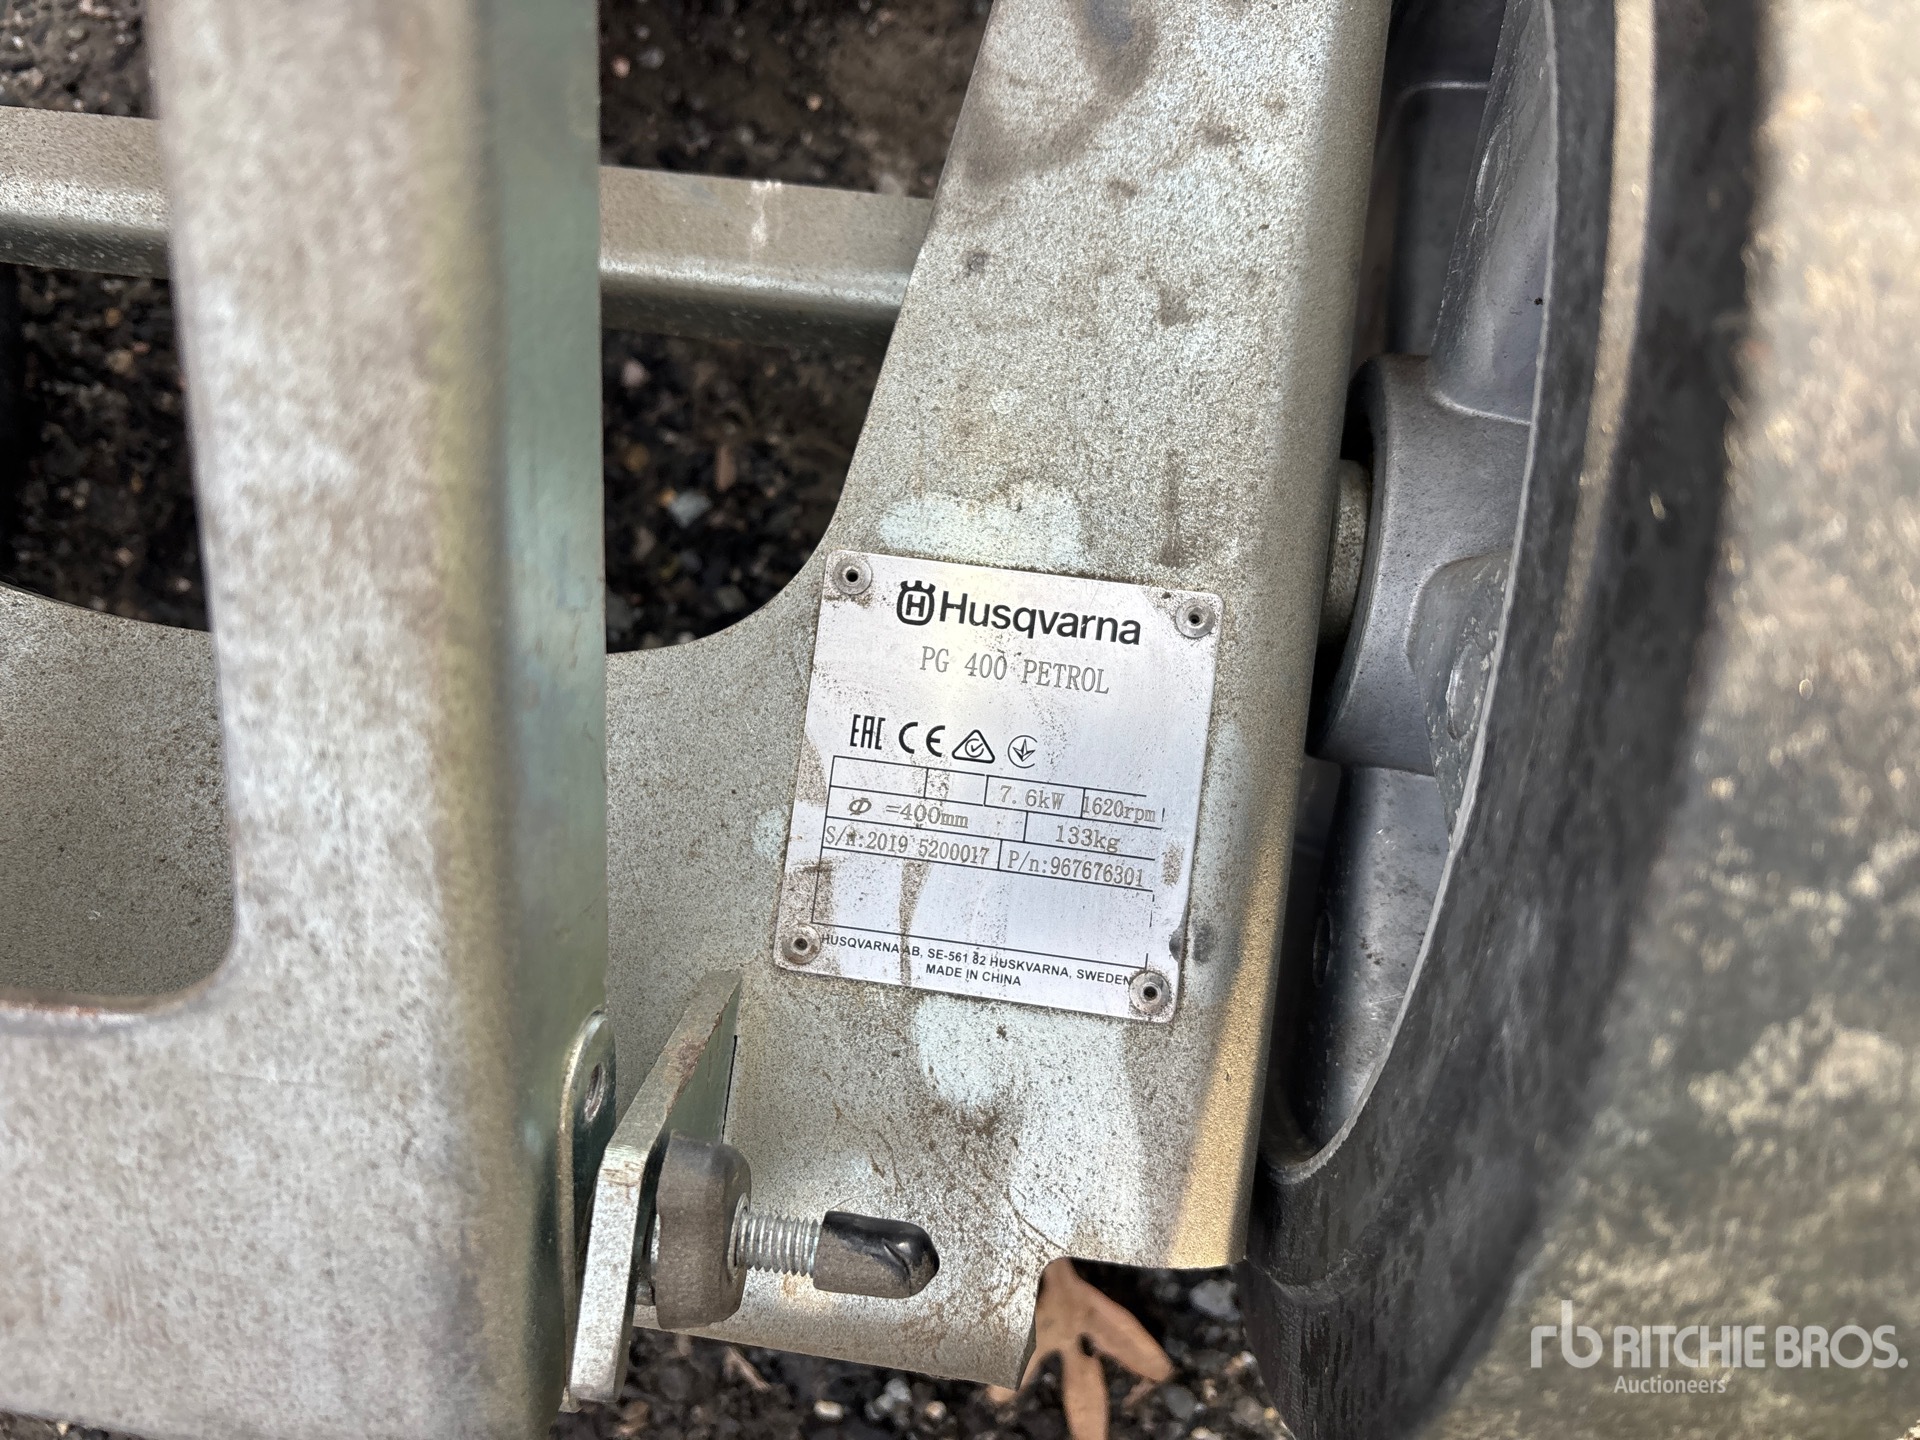 H Husqvarna
PG 400 PETROL
EAC CE
7.6kW 1620rpm
Φ =400mm 133kg
S/n:2019 5200017 P/n:967676301
HUSQVARNA AB, SE-561 82 HUSKVARNA, SWEDEN
MADE IN CHINA
rb RITCHIE BROS.
Auctioneers